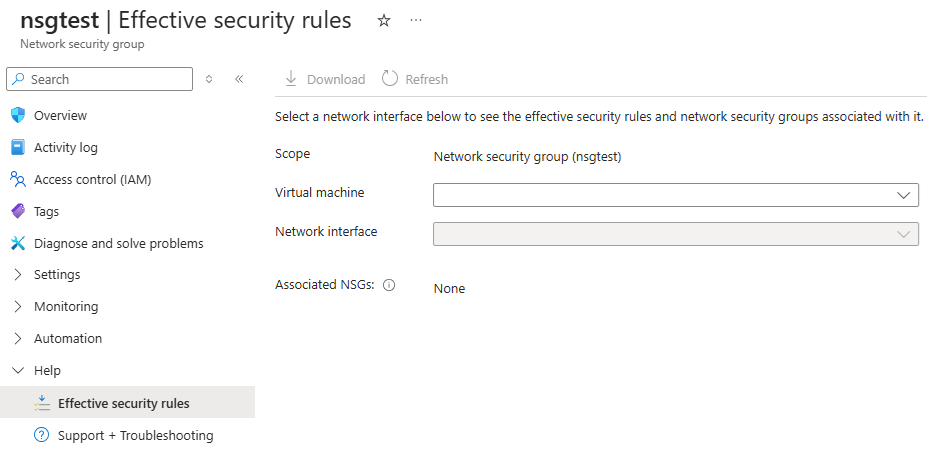 nsgtest | Effective security rules
Network security group
Search
Overview
Activity log
Access control (IAM)
Tags
Diagnose and solve problems
Settings
Monitoring
Automation
Help
Effective security rules
Support + Troubleshooting
Download Refresh
Select a network interface below to see the effective security rules and network security groups associated with it.
Scope Network security group (nsgtest)
Virtual machine
Network interface
Associated NSGs: None